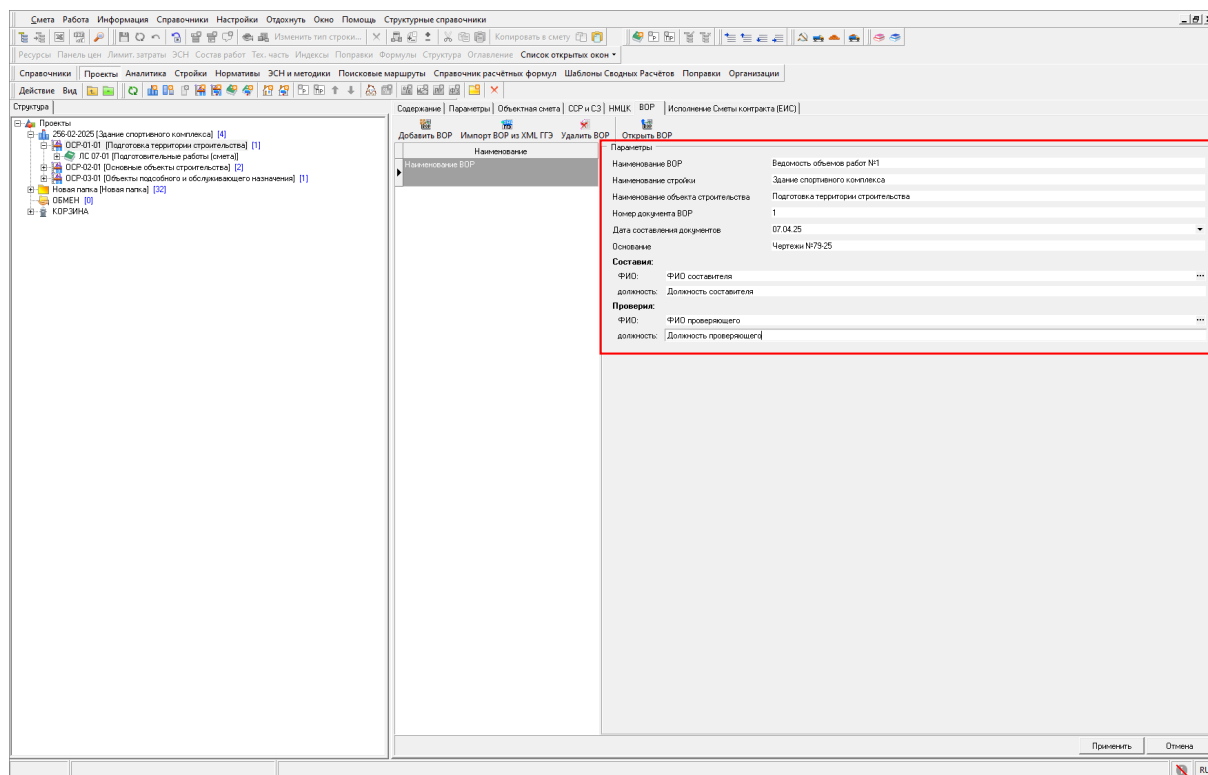 Смета Работа Информация Справочники Настройки Отдохнуть Окно Помощь Структурные справочники
Изменить тип строки... Копировать в смету
Ресурсы Панель цен Лимит. затраты ЭСН Состав работ Тех. часть Индексы Поправки Формулы Структура Оглавление Список открытых окон
Справочники Проекты Аналитика Стройки Нормативы ЭСН и методики Поисковые маршруты Справочник расчётных формул Шаблоны Сводных Расчётов Поправки Организации
Действие Вид
Структура
Проекты
256-02-2025 [Здание спортивного комплекса] [4]
ОСР-01-01 [Подготовка территории строительства] [1]
ЛС 07-01 [Подготовительные работы (смета)]
ОСР-02-01 [Основные объекты строительства] [2]
ОСР-03-01 [Объекты подсобного и обслуживающего назначения] [1]
Новая папка [Новая папка] [32]
ОБМЕН [0]
КОРЗИНА
Содержание Параметры Объектная смета ССР и СЗ НМЦК ВОР Исполнение Сметы контракта (ЕИС)
Добавить ВОР Импорт ВОР из XML ГГЭ Удалить ВОР Открыть ВОР
Наименование
Наименование ВОР
Параметры
Наименование ВОР Ведомость объемов работ №1
Наименование стройки Здание спортивного комплекса
Наименование объекта строительства Подготовка территории строительства
Номер документа ВОР 1
Дата составления документов 07.04.25
Основание Чертежи №79-25
Составил:
ФИО: ФИО составителя ...
должность: Должность составителя
Проверил:
ФИО: ФИО проверяющего ...
должность: Должность проверяющего
Применить Отмена
RU